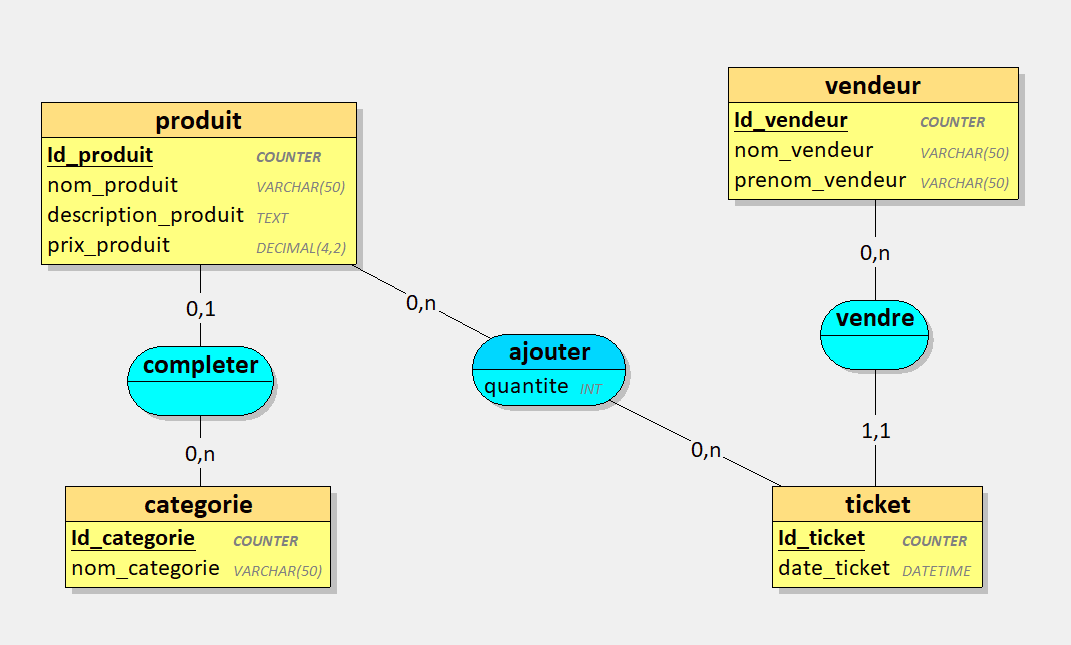 produit
Id_produit COUNTER
nom_produit VARCHAR(50)
description_produit TEXT
prix_produit DECIMAL(4,2)
vendeur
Id_vendeur COUNTER
nom_vendeur VARCHAR(50)
prenom_vendeur VARCHAR(50)
0,1
0,n
0,n
completer
ajouter
quantite INT
vendre
0,n
0,n
1,1
categorie
Id_categorie COUNTER
nom_categorie VARCHAR(50)
ticket
Id_ticket COUNTER
date_ticket DATETIME